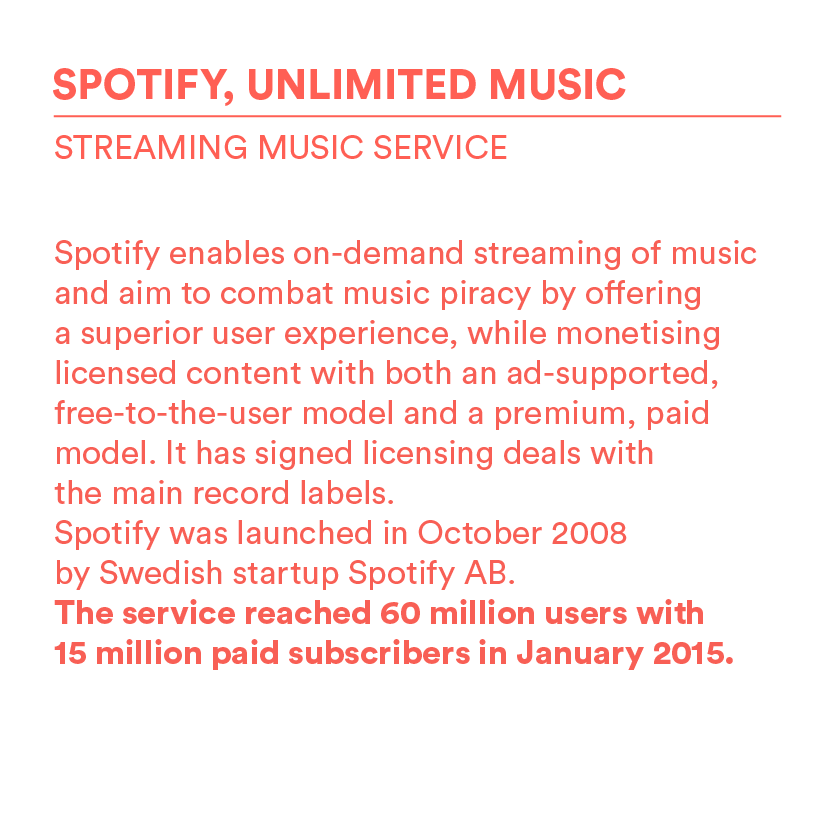 SPOTIFY, UNLIMITED MUSIC
STREAMING MUSIC SERVICE
Spotify enables on-demand streaming of music
and aim to combat music piracy by offering
a superior user experience, while monetising
licensed content with both an ad-supported,
free-to-the-user model and a premium, paid
model. It has signed licensing deals with
the main record labels.
Spotify was launched in October 2008
by Swedish startup Spotify AB.
The service reached 60 million users with
15 million paid subscribers in January 2015.